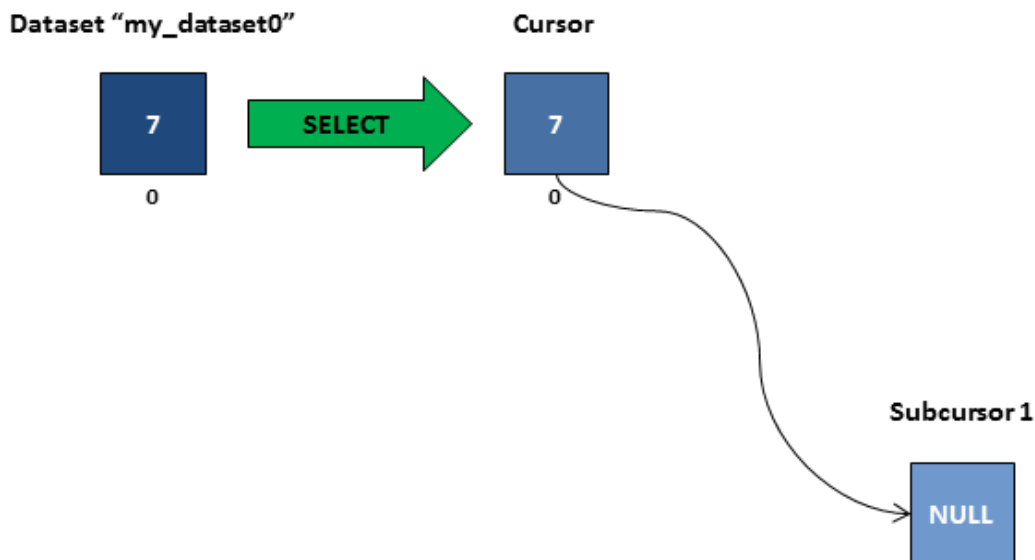 Dataset “my_dataset0”
Cursor
7
SELECT
7
0
0
Subcursor 1
NULL